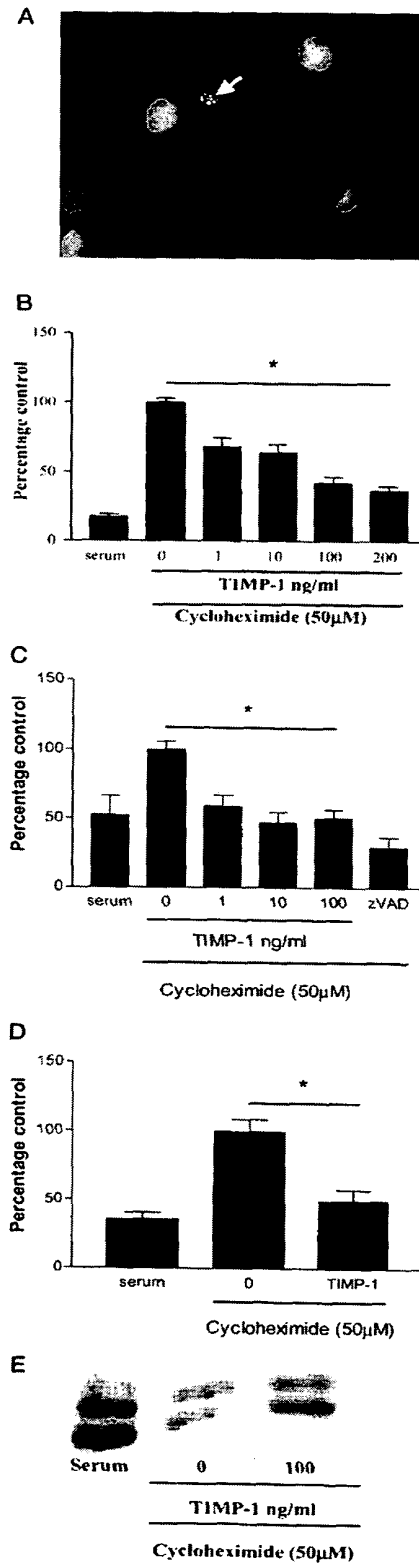 A
B
Percentage control
150
100
50
0
serum 0 1 10 100 200
TIMP-1 ng/ml
Cycloheximide (50μM)
C
Percentage control
150
100
50
0
serum 0 1 10 100 zVAD
TIMP-1 ng/ml
Cycloheximide (50μM)
D
Percentage control
150
100
50
0
serum 0 TIMP-1
Cycloheximide (50μM)
E
Serum 0 100
TIMP-1 ng/ml
Cycloheximide (50μM)